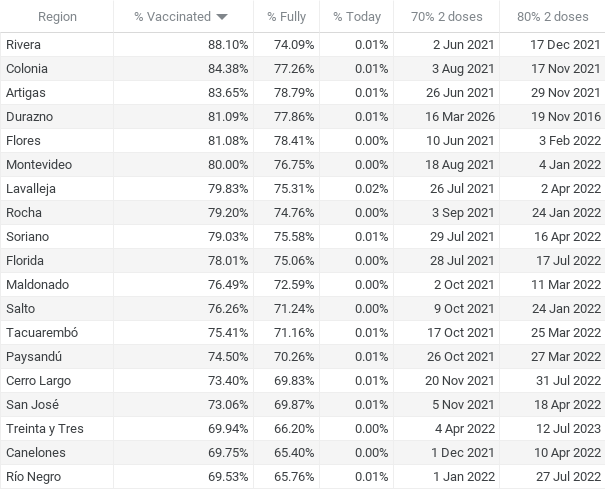 Region % Vaccinated % Fully % Today 70% 2 doses 80% 2 doses
Rivera 88.10% 74.09% 0.01% 2 Jun 2021 17 Dec 2021
Colonia 84.38% 77.26% 0.01% 3 Aug 2021 17 Nov 2021
Artigas 83.65% 78.79% 0.01% 26 Jun 2021 29 Nov 2021
Durazno 81.09% 77.86% 0.01% 16 Mar 2026 19 Nov 2016
Flores 81.08% 78.41% 0.00% 10 Jun 2021 3 Feb 2022
Montevideo 80.00% 76.75% 0.00% 18 Aug 2021 4 Jan 2022
Lavalleja 79.83% 75.31% 0.02% 26 Jul 2021 2 Apr 2022
Rocha 79.20% 74.76% 0.00% 3 Sep 2021 24 Jan 2022
Soriano 79.03% 75.58% 0.01% 29 Jul 2021 16 Apr 2022
Florida 78.01% 75.06% 0.00% 28 Jul 2021 17 Jul 2022
Maldonado 76.49% 72.59% 0.00% 2 Oct 2021 11 Mar 2022
Salto 76.26% 71.24% 0.00% 9 Oct 2021 24 Jan 2022
Tacuarembó 75.41% 71.16% 0.01% 17 Oct 2021 25 Mar 2022
Paysandú 74.50% 70.26% 0.01% 26 Oct 2021 27 Mar 2022
Cerro Largo 73.40% 69.83% 0.01% 20 Nov 2021 31 Jul 2022
San José 73.06% 69.87% 0.01% 5 Nov 2021 18 Apr 2022
Treinta y Tres 69.94% 66.20% 0.00% 4 Apr 2022 12 Jul 2023
Canelones 69.75% 65.40% 0.00% 1 Dec 2021 10 Apr 2022
Río Negro 69.53% 65.76% 0.01% 1 Jan 2022 27 Jul 2022